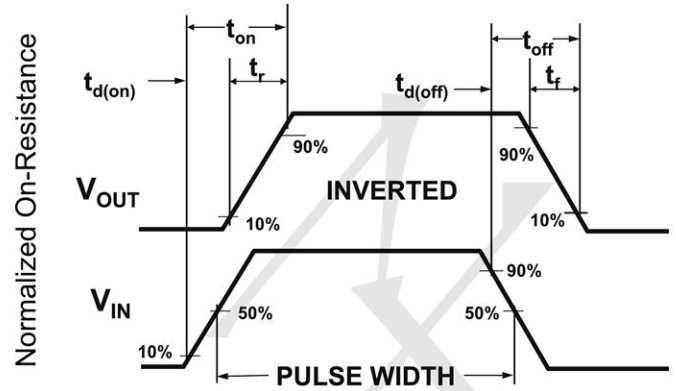 Normalized On-Resistance
t_on
t_off
t_d(on)
t_r
t_d(off)
t_f
90%
90%
V_OUT
INVERTED
10%
10%
90%
V_IN
50%
50%
10%
PULSE WIDTH